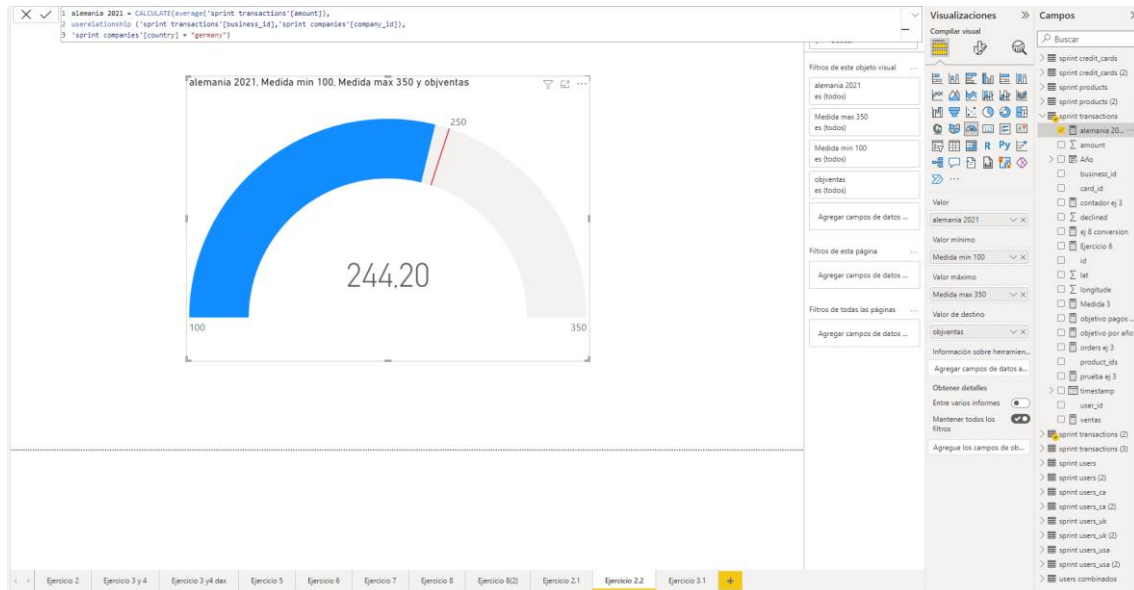 1 alemania 2021 = CALCULATE(average('sprint transactions'[amount]),
2 userelationship ('sprint transactions'[business_id],'sprint companies'[company_id]),
3 'sprint companies'[country] = "germany")
alemania 2021, Medida min 100, Medida max 350 y objventas
250
244,20
100
350
Filtros de este objeto visual
alemania 2021
es (todos)
Medida max 350
es (todos)
Medida min 100
es (todos)
objventas
es (todos)
Agregar campos de datos ...
Filtros de esta página
Agregar campos de datos ...
Filtros de todas las páginas
Agregar campos de datos ...
Visualizaciones
Compilar visual
R Py
Valor
alemania 2021
Valor mínimo
Medida min 100
Valor máximo
Medida max 350
Valor de destino
objventas
Información sobre herramien...
Agregar campos de datos a...
Obtener detalles
Entre varios informes
Mantener todos los
filtros
Agregue los campos de ob...
Campos
Buscar
sprint credit_cards
sprint credit_cards (2)
sprint products
sprint products (2)
sprint transactions
alemania 20...
amount
Año
business_id
card_id
contador ej 3
declined
ej 8 conversion
Ejercicio 6
id
lat
longitude
Medida 3
objetivo pagos ...
objetivo por año
orders ej 3
product_ids
prueba ej 3
timestamp
user_id
ventas
sprint transactions (2)
sprint transactions (3)
sprint users
sprint users (2)
sprint users_ca
sprint users_ca (2)
sprint users_uk
sprint users_uk (2)
sprint users_usa
sprint users_usa (2)
users combinados
Ejercicio 2 Ejercicio 3 y 4 Ejercicio 3 y4 dax Ejercicio 5 Ejercicio 6 Ejercicio 7 Ejercicio 8 Ejercicio 8(2) Ejercicio 2.1 Ejercicio 2.2 Ejercicio 3.1